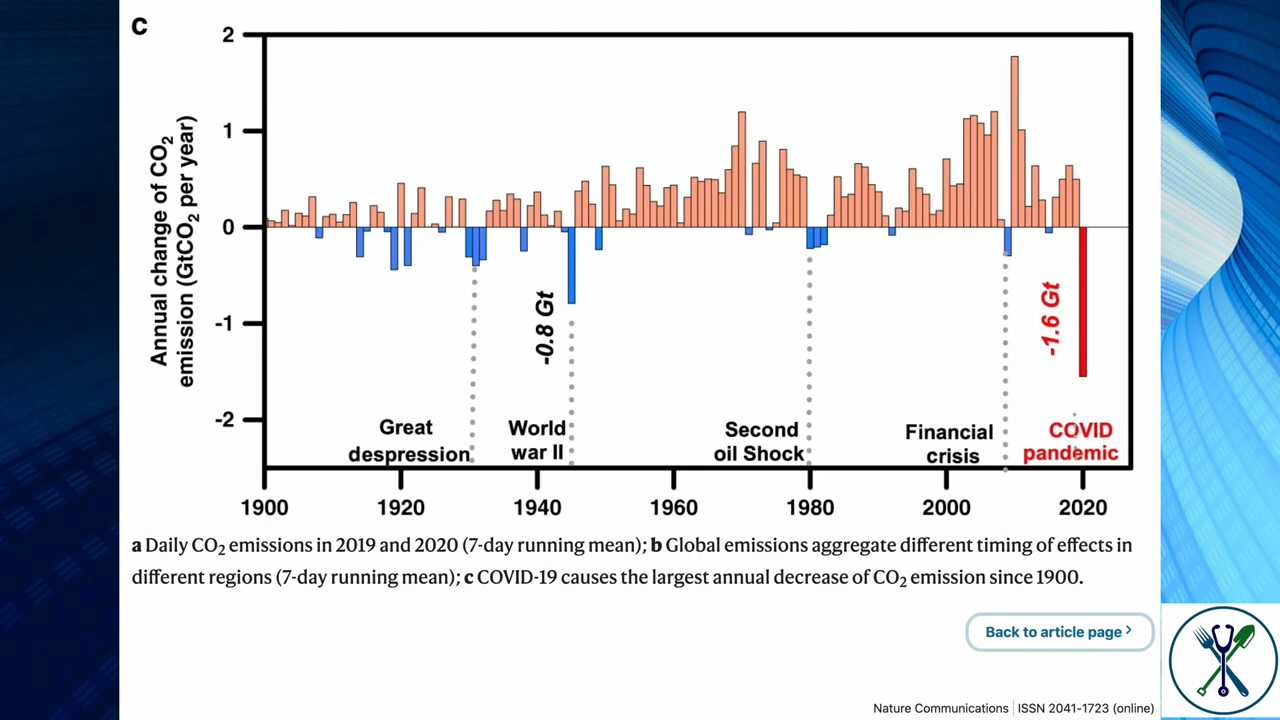 c
Annual change of CO2
emission (GtCO2 per year)
2
1
0
-1
-2
-0.8 Gt
-1.6 Gt
Great
despression
World
war II
Second
oil Shock
Financial
crisis
COVID
pandemic
1900 1920 1940 1960 1980 2000 2020
a Daily CO2 emissions in 2019 and 2020 (7-day running mean); b Global emissions aggregate different timing of effects in
different regions (7-day running mean); c COVID-19 causes the largest annual decrease of CO2 emission since 1900.
Back to article page >
Nature Communications | ISSN 2041-1723 (online)